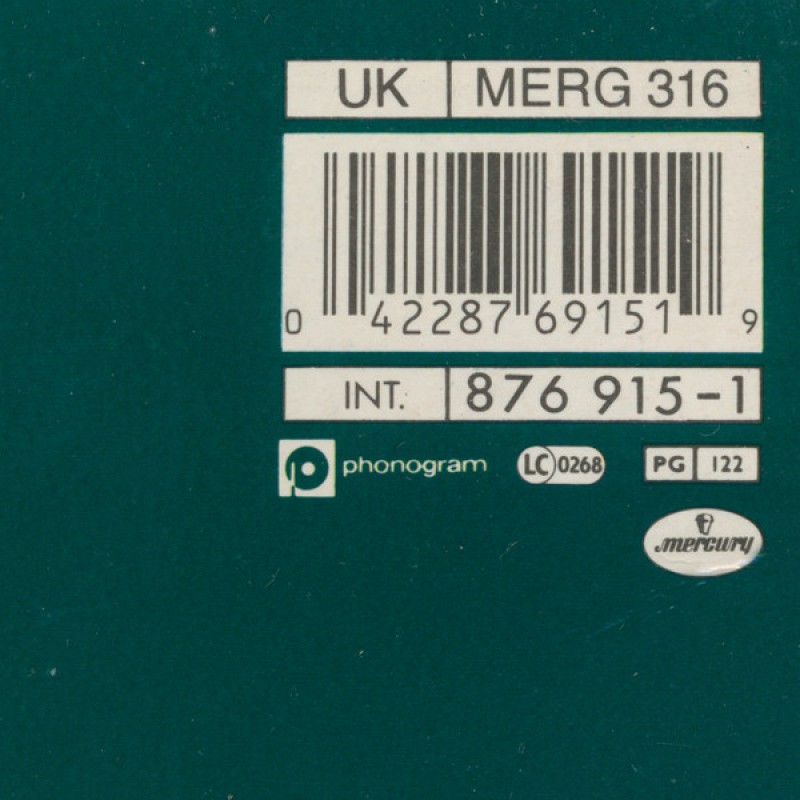 UK MERG 316
0 42287 69151 9
INT. 876 915-1
phonogram LC 0268 PG 122
mercury